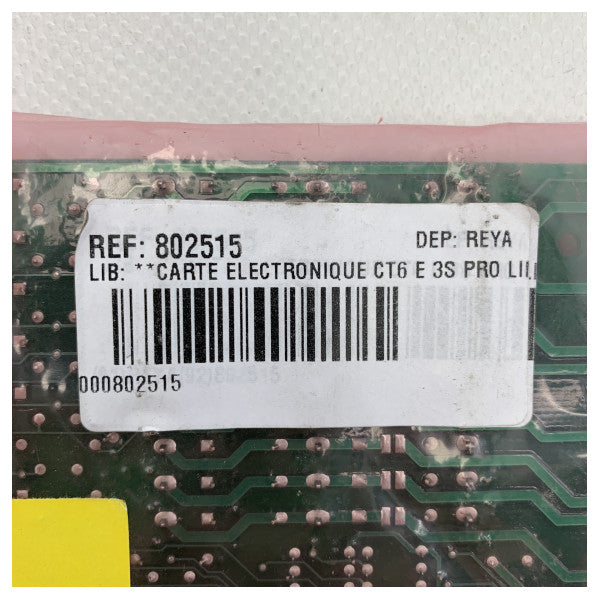 REF: 802515 DEP: REYA
LIB: **CARTE ELECTRONIQUE CT6 E 3S PRO
000802515